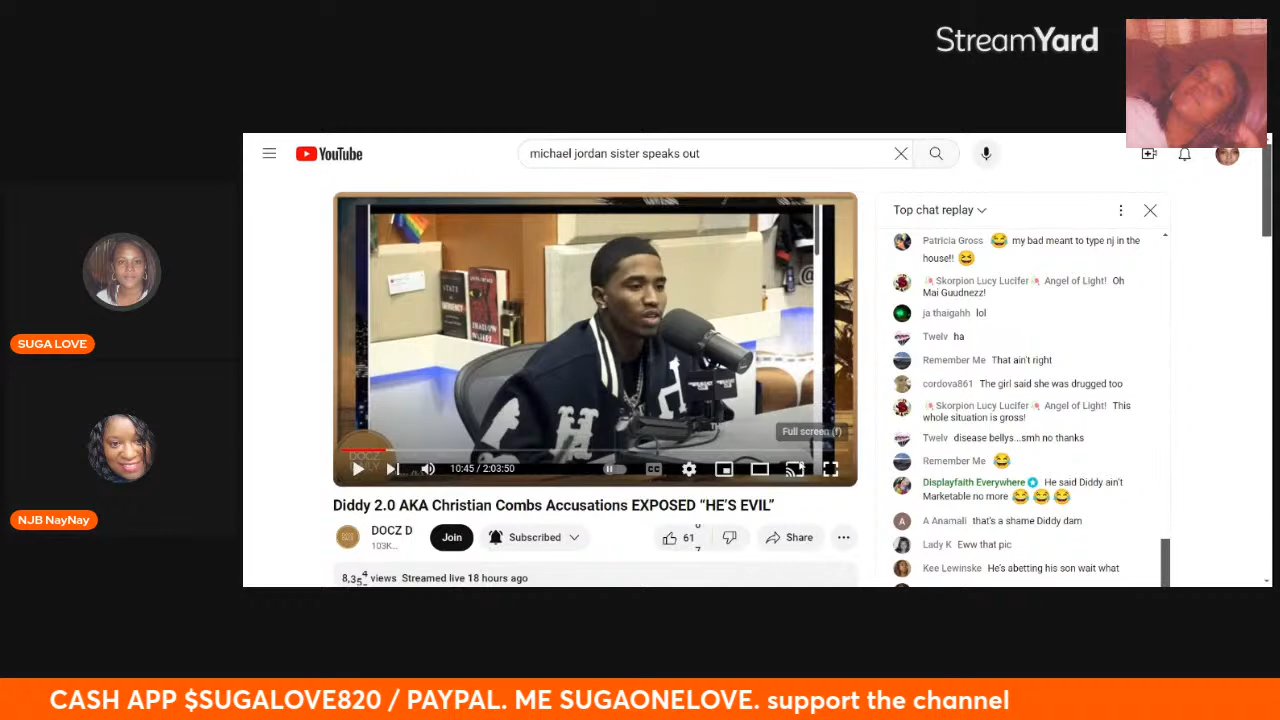 StreamYard
YouTube
michael jordan sister speaks out
Top chat replay
Patricia Gross 😂 my bad meant to type nj in the
house!! 😆
Skorpion Lucy Lucifer Angel of Light! Oh
Mai Guudnezz!
ja thaigahh lol
Twelv ha
Remember Me That ain't right
cordova861 The girl said she was drugged too
Skorpion Lucy Lucifer Angel of Light! This
whole situation is gross!
Twelv disease bellys...smh no thanks
Remember Me 😂
Displayfaith Everywhere He said Diddy ain't
Marketable no more 😂😂😂
A Anamali that's a shame Diddy dam
Lady K Eww that pic
Kee Lewinske He's abetting his son wait what
STATE
SHADOW
Full screen (f)
DOCZ
DAILY
10:45 / 2:03:50
CC
Diddy 2.0 AKA Christian Combs Accusations EXPOSED “HE'S EVIL”
DOCZ D
103K...
Join
Subscribed
61
Share
views Streamed live 18 hours ago
SUGA LOVE
NJB NayNay
CASH APP $SUGALOVE820 / PAYPAL. ME SUGAONELOVE. support the channel